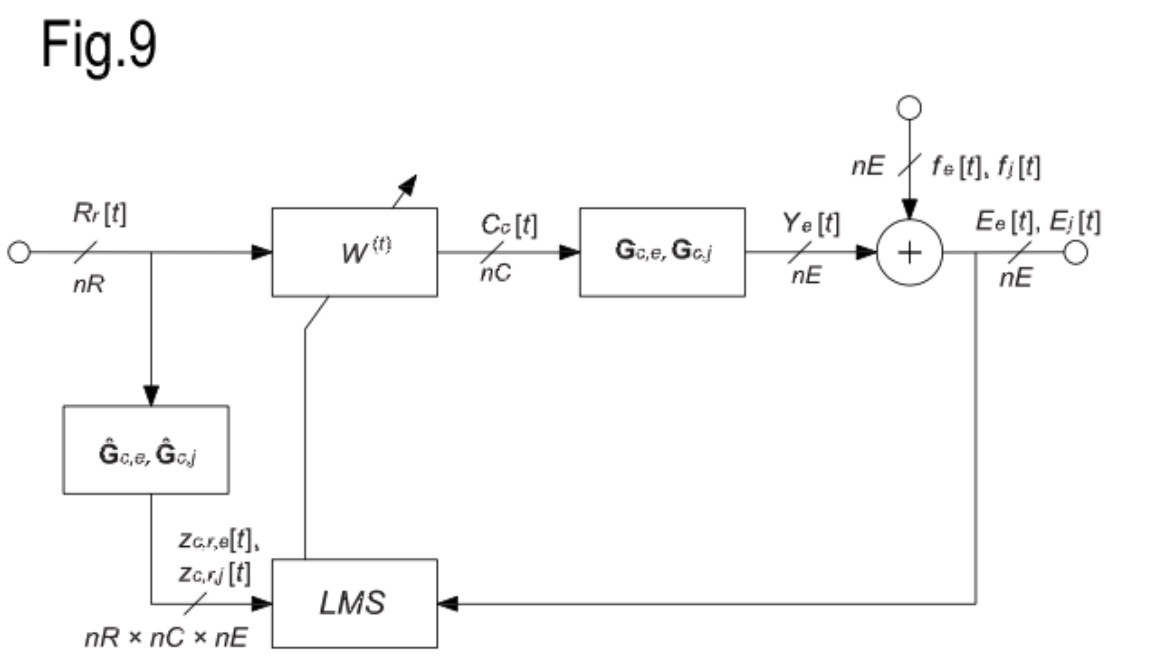 Fig.9
nE fe[t], fj[t]
Rr[t]
nR
W(t)
Cc[t]
nC
Gc,e, Gc,j
Ye[t]
nE
+
Ee[t], Ej[t]
nE
Ĝc,e, Ĝc,j
zc,r,e[t],
zc,r,j[t]
nR × nC × nE
LMS